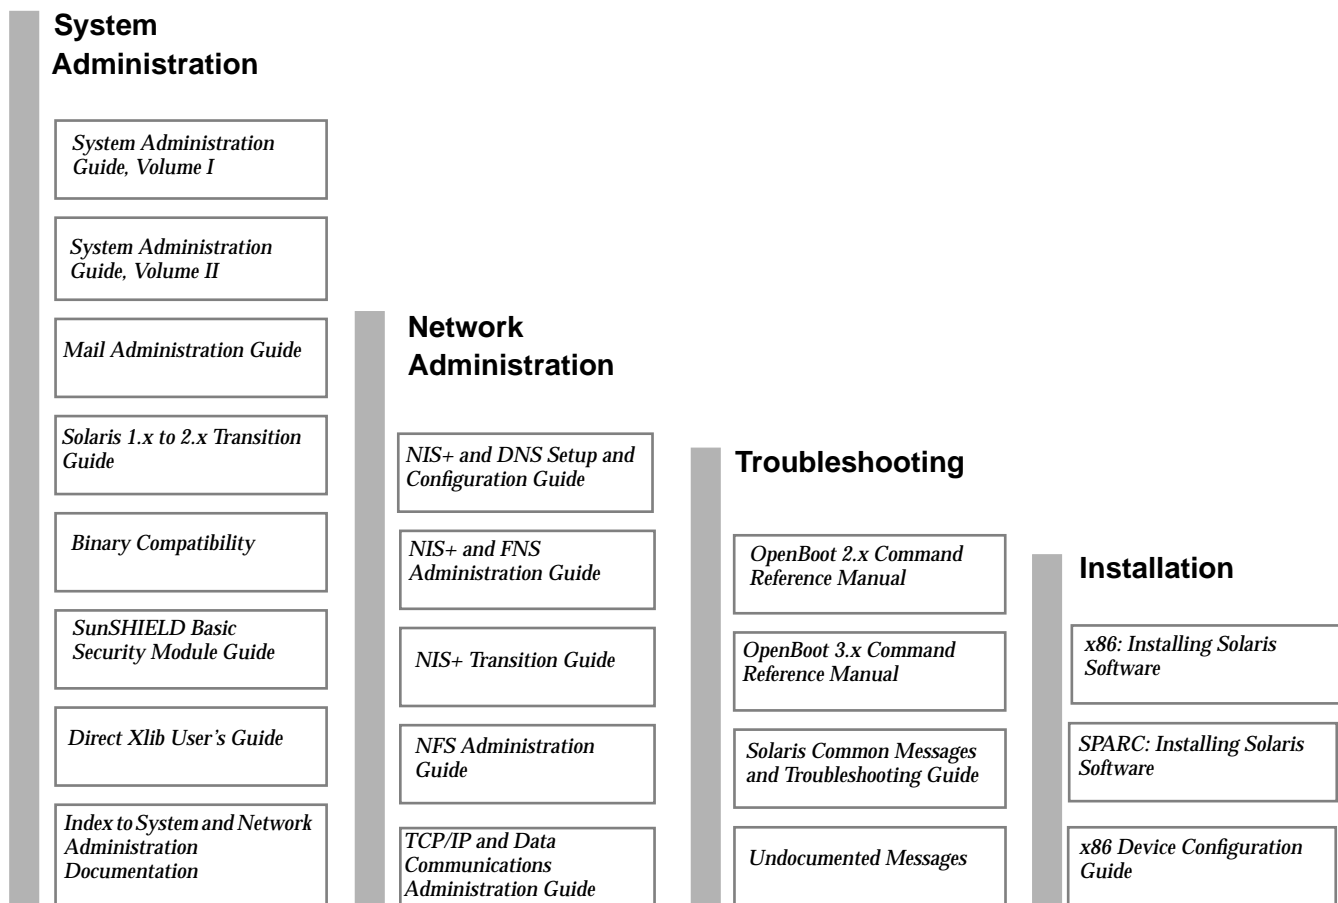 System
Administration
System Administration
Guide, Volume I
System Administration
Guide, Volume II
Mail Administration Guide
Solaris 1.x to 2.x Transition
Guide
Binary Compatibility
SunSHIELD Basic
Security Module Guide
Direct Xlib User's Guide
Index to System and Network
Administration
Documentation
Network
Administration
NIS+ and DNS Setup and
Configuration Guide
NIS+ and FNS
Administration Guide
NIS+ Transition Guide
NFS Administration
Guide
TCP/IP and Data
Communications
Administration Guide
Troubleshooting
OpenBoot 2.x Command
Reference Manual
OpenBoot 3.x Command
Reference Manual
Solaris Common Messages
and Troubleshooting Guide
Undocumented Messages
Installation
x86: Installing Solaris
Software
SPARC: Installing Solaris
Software
x86 Device Configuration
Guide